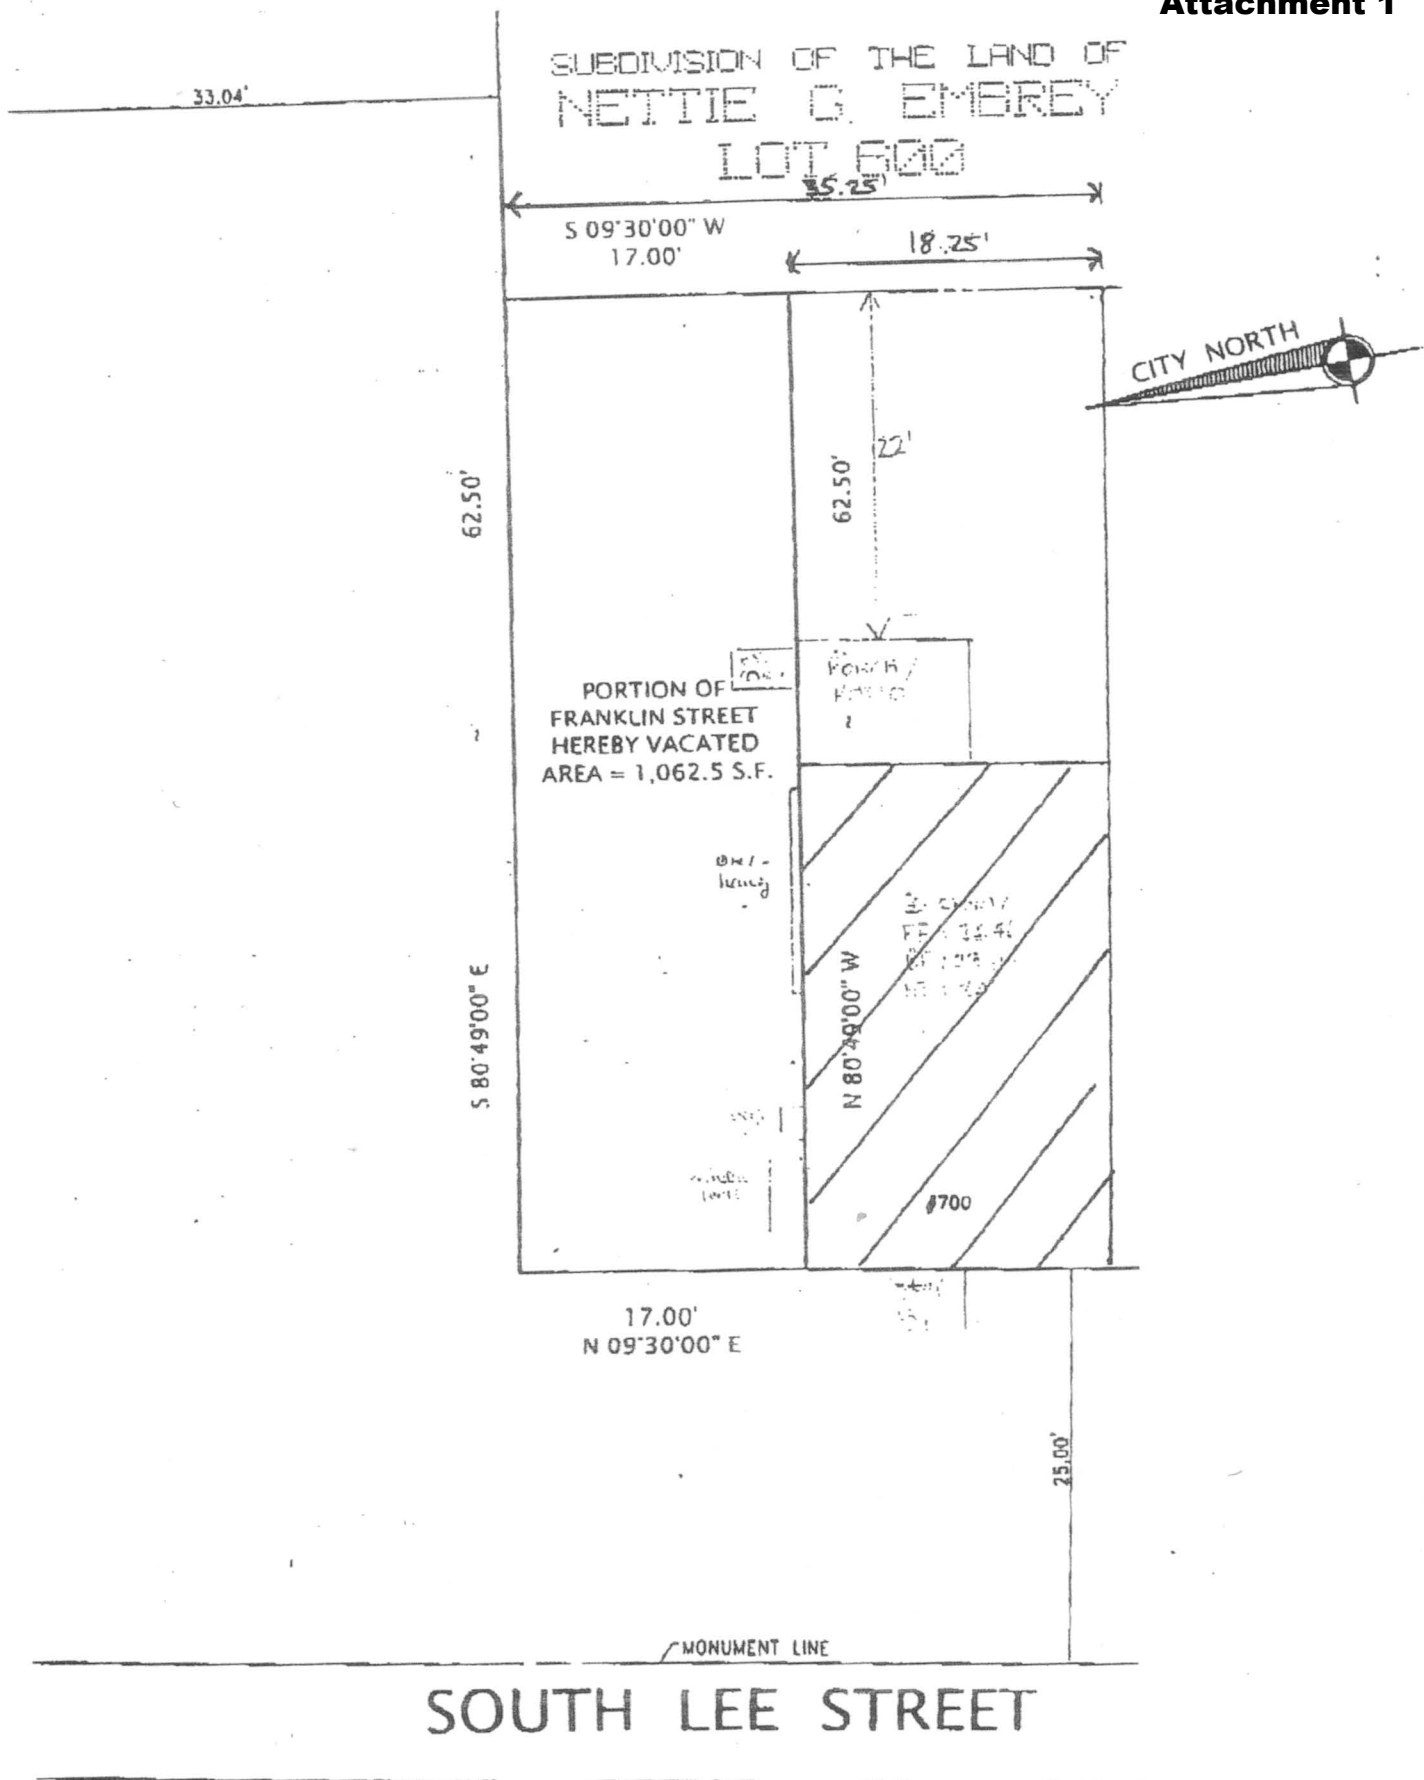 Attachment 1
SUBDIVISION OF THE LAND OF
NETTIE G. EMBREY
LOT 600
33.04'
35.25'
S 09°30'00" W
17.00'
18.25'
CITY NORTH
62.50'
62.50'
22'
PORCH/
PORTION OF
FRANKLIN STREET
HEREBY VACATED
AREA = 1,062.5 S.F.
S 80°49'00" E
N 80°49'00" W
#700
17.00'
N 09°30'00" E
25.00'
MONUMENT LINE
SOUTH LEE STREET